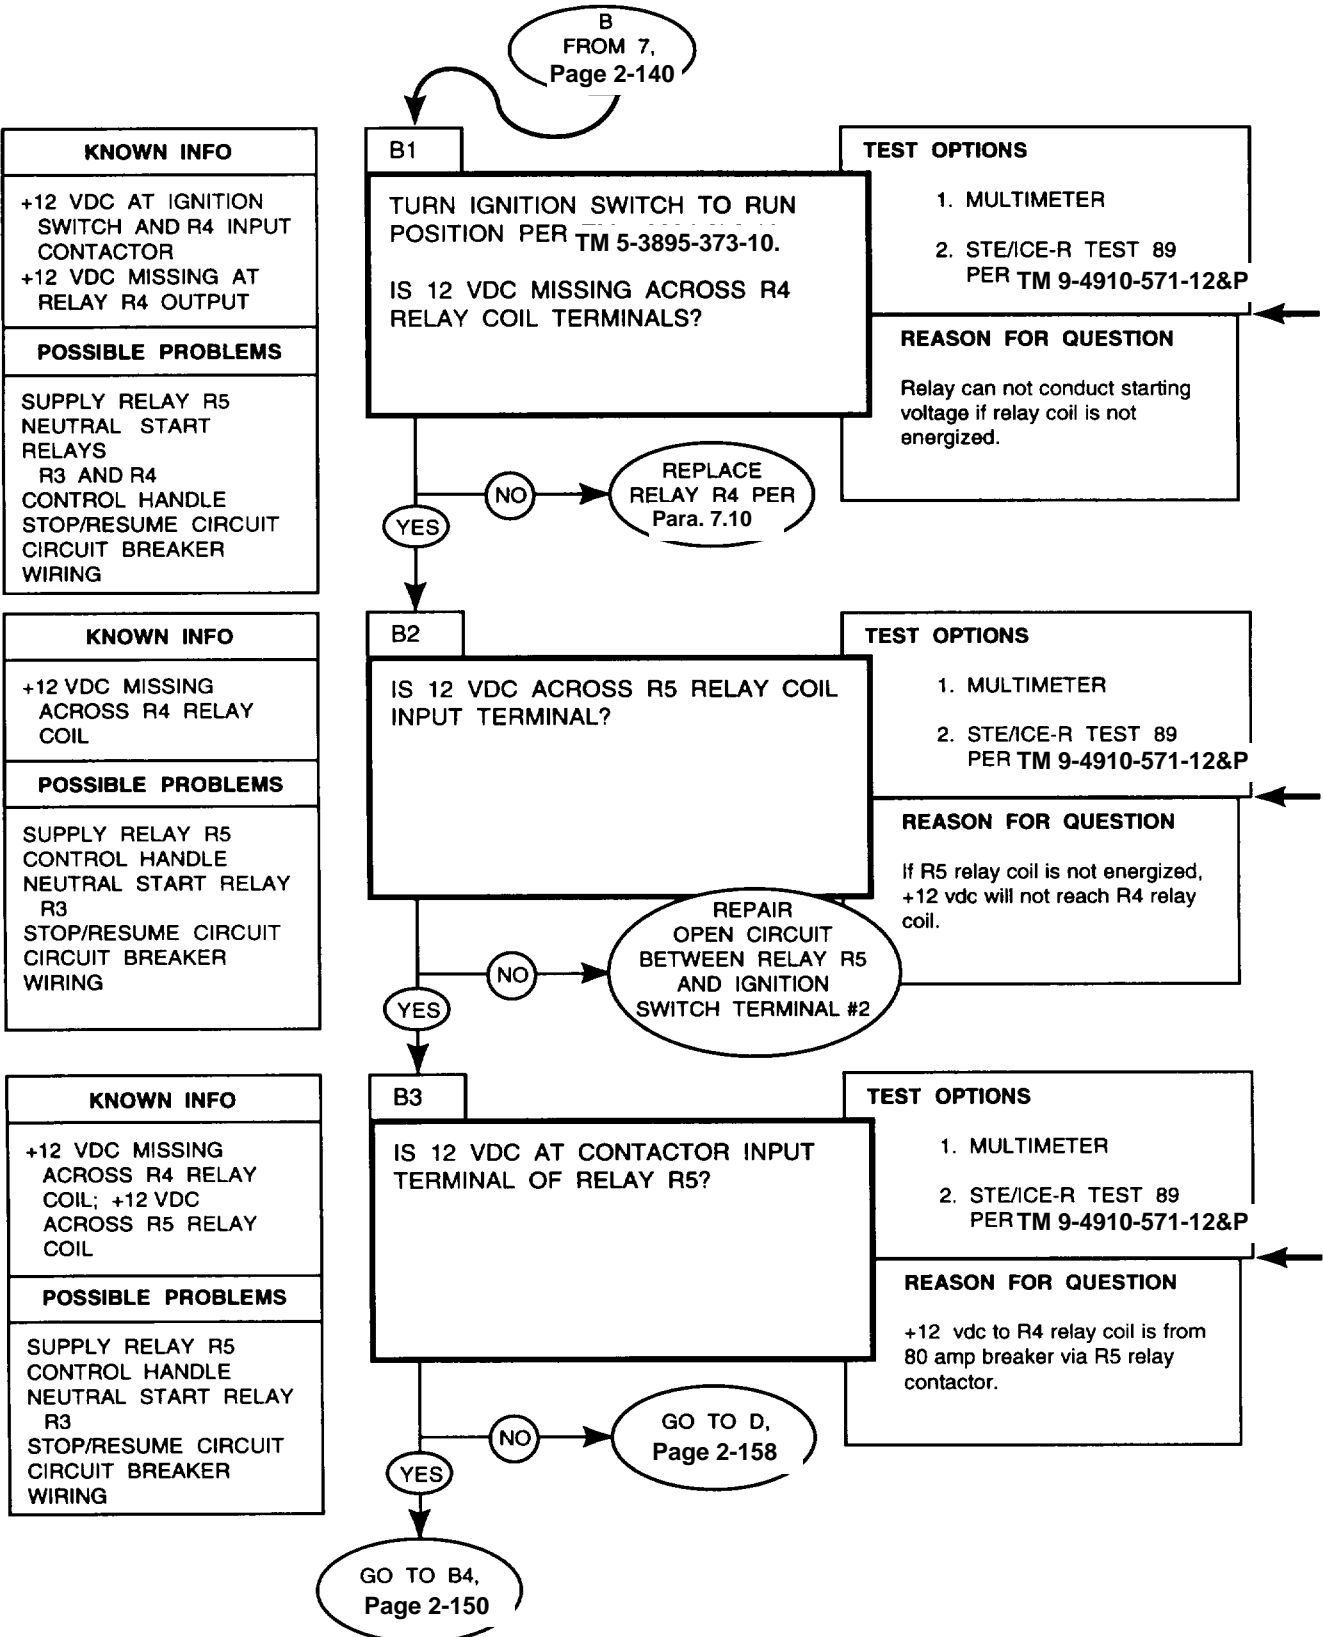 B
FROM 7,
Page 2-140
KNOWN INFO
+12 VDC AT IGNITION
SWITCH AND R4 INPUT
CONTACTOR
+12 VDC MISSING AT
RELAY R4 OUTPUT
POSSIBLE PROBLEMS
SUPPLY RELAY R5
NEUTRAL START
RELAYS
R3 AND R4
CONTROL HANDLE
STOP/RESUME CIRCUIT
CIRCUIT BREAKER
WIRING
B1
TURN IGNITION SWITCH TO RUN
POSITION PER TM 5-3895-373-10.
IS 12 VDC MISSING ACROSS R4
RELAY COIL TERMINALS?
TEST OPTIONS
1. MULTIMETER
2. STE/ICE-R TEST 89
PER TM 9-4910-571-12&P
REASON FOR QUESTION
Relay can not conduct starting
voltage if relay coil is not
energized.
NO
REPLACE
RELAY R4 PER
Para. 7.10
YES
KNOWN INFO
+12 VDC MISSING
ACROSS R4 RELAY
COIL
POSSIBLE PROBLEMS
SUPPLY RELAY R5
CONTROL HANDLE
NEUTRAL START RELAY
R3
STOP/RESUME CIRCUIT
CIRCUIT BREAKER
WIRING
B2
IS 12 VDC ACROSS R5 RELAY COIL
INPUT TERMINAL?
TEST OPTIONS
1. MULTIMETER
2. STE/ICE-R TEST 89
PER TM 9-4910-571-12&P
REASON FOR QUESTION
If R5 relay coil is not energized,
+12 vdc will not reach R4 relay
coil.
NO
REPAIR
OPEN CIRCUIT
BETWEEN RELAY R5
AND IGNITION
SWITCH TERMINAL #2
YES
KNOWN INFO
+12 VDC MISSING
ACROSS R4 RELAY
COIL; +12 VDC
ACROSS R5 RELAY
COIL
POSSIBLE PROBLEMS
SUPPLY RELAY R5
CONTROL HANDLE
NEUTRAL START RELAY
R3
STOP/RESUME CIRCUIT
CIRCUIT BREAKER
WIRING
B3
IS 12 VDC AT CONTACTOR INPUT
TERMINAL OF RELAY R5?
TEST OPTIONS
1. MULTIMETER
2. STE/ICE-R TEST 89
PER TM 9-4910-571-12&P
REASON FOR QUESTION
+12 vdc to R4 relay coil is from
80 amp breaker via R5 relay
contactor.
NO
GO TO D,
Page 2-158
YES
GO TO B4,
Page 2-150